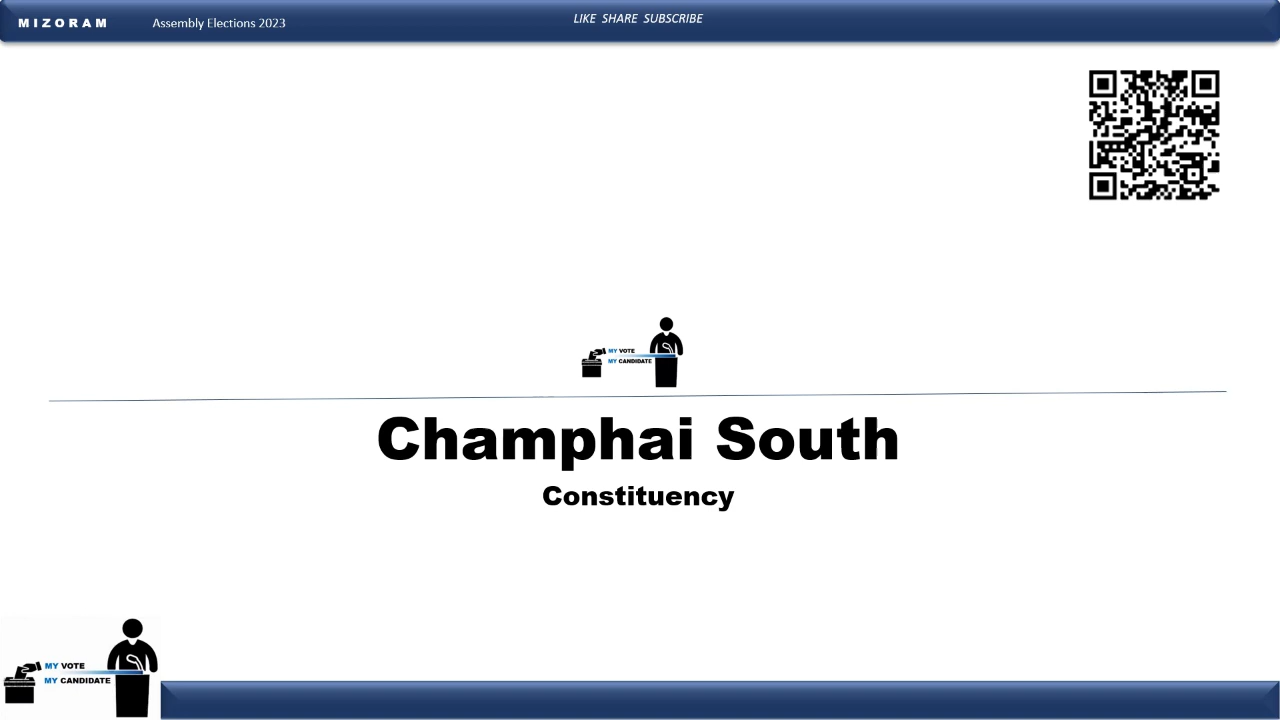 MIZORAM Assembly Elections 2023 LIKE SHARE SUBSCRIBE
MY VOTE
MY CANDIDATE
Champhai South
Constituency
MY VOTE
MY CANDIDATE